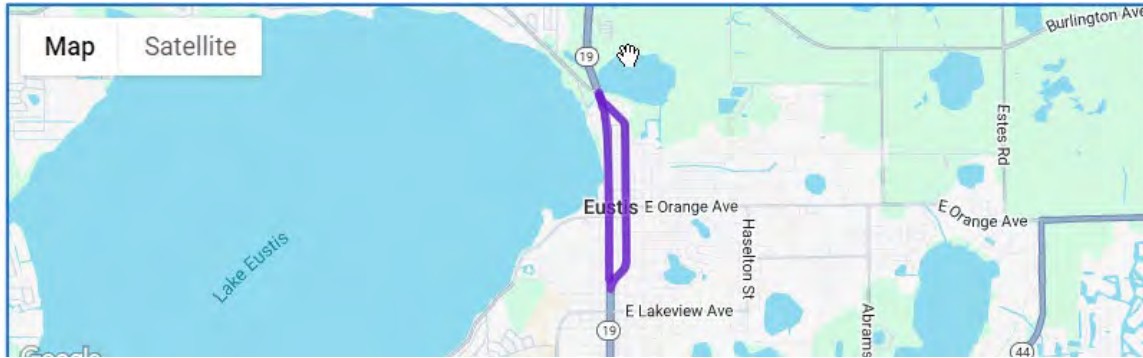 Map
Satellite
19
Burlington Ave
Estes Rd
Eustis
E Orange Ave
E Orange Ave
Lake Eustis
Haselton St
E Lakeview Ave
Abrams
19
44
Google